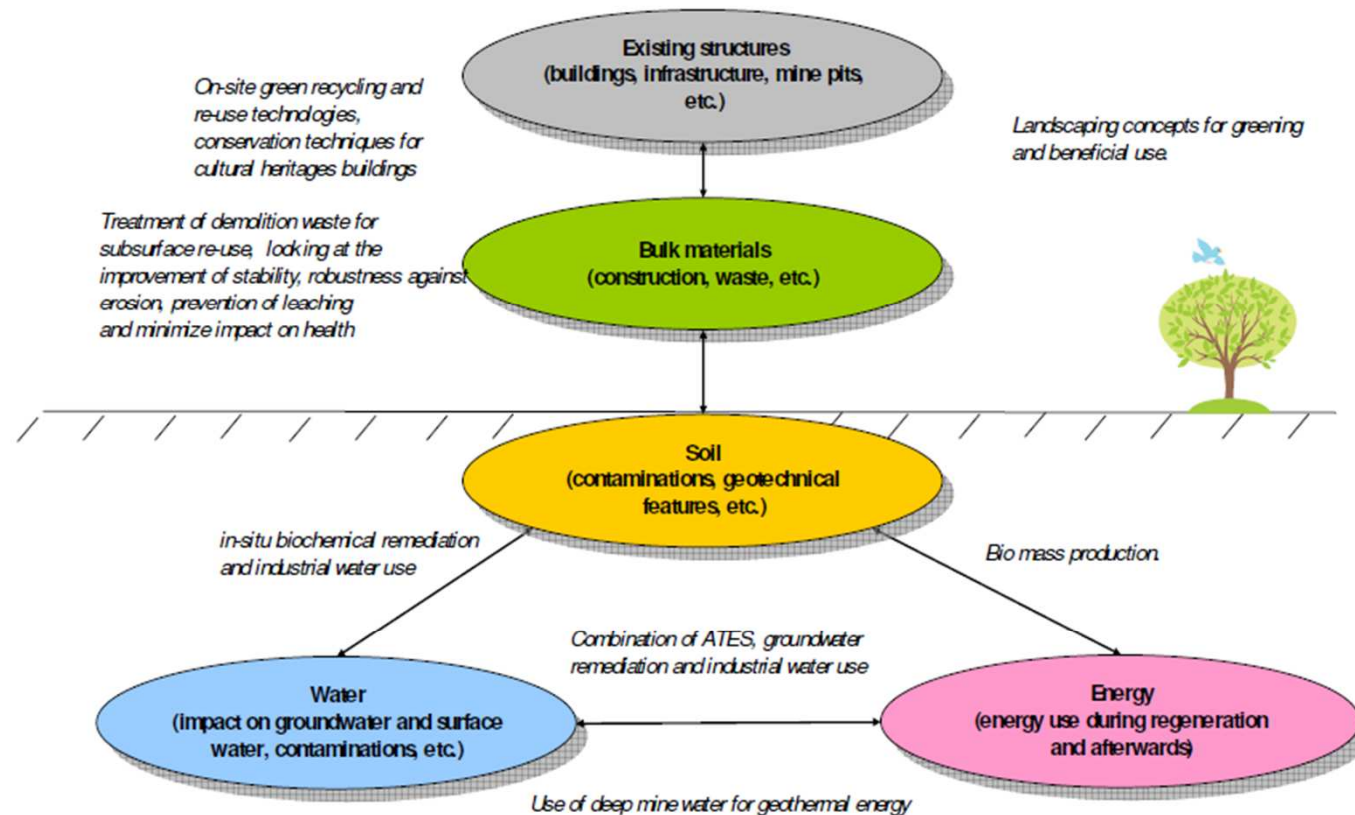 Existing structures
(buildings, infrastructure, mine pits,
etc.)
On-site green recycling and
re-use technologies,
conservation techniques for
cultural heritages buildings
Landscaping concepts for greening
and beneficial use.
Treatment of demolition waste for
subsurface re-use, looking at the
improvement of stability, robustness against
erosion, prevention of leaching
and minimize impact on health
Bulk materials
(construction, waste, etc.)
Soil
(contaminations, geotechnical
features, etc.)
in-situ biochemical remediation
and industrial water use
Bio mass production.
Combination of ATES, groundwater
remediation and industrial water use
Water
(impact on groundwater and surface
water, contaminations, etc.)
Energy
(energy use during regeneration
and afterwards)
Use of deep mine water for geothermal energy